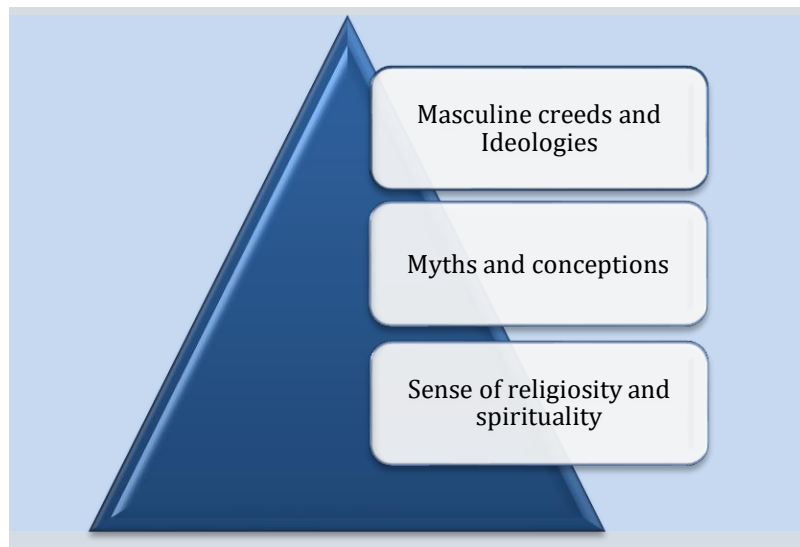 Masculine creeds and
Ideologies
Myths and conceptions
Sense of religiosity and
spirituality